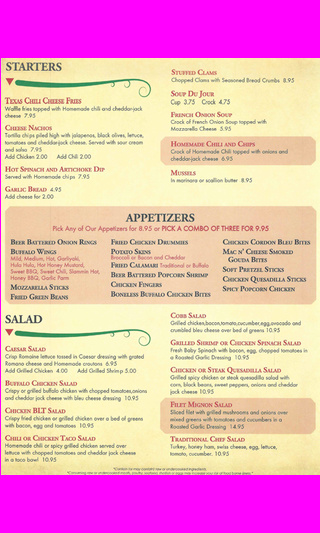 STARTERS
TEXAS CHILI CHEESE FRIES
Waffle fries topped with Homemade chili and cheddar-jack
cheese 7.95
CHEESE NACHOS
Tortilla chips piled high with jalapenos, black olives, lettuce,
tomatoes and cheddar-jack cheese. Served with sour cream
and salsa 7.95
Add Chicken 2.00 Add Chili 2.00
HOT SPINACH AND ARTICHOKE DIP
Served with Homemade chips 7.95
GARLIC BREAD 4.95
Add cheese for 2.00
STUFFED CLAMS
Chopped Clams with Seasoned Bread Crumbs 8.95
SOUP DU JOUR
Cup 3.75 Crock 4.75
FRENCH ONION SOUP
Crock of French Onion Soup topped with
Mozzarella Cheese 5.95
HOMEMADE CHILI AND CHIPS
Crock of Homemade Chili topped with onions and
cheddar-jack cheese 6.95
MUSSELS
In marinara or scallion butter 8.95
APPETIZERS
Pick Any of Our Appetizers for 8.95 or PICK A COMBO OF THREE FOR 9.95
BEER BATTERED ONION RINGS
BUFFALO WINGS
Mild, Medium, Hot, Gariiyaki,
Holo Hula, Hot Honey Mustard,
Sweet BBQ, Sweet Chili, Slammin Hot,
Honey BBQ, Garlic Parm
MOZZARELLA STICKS
FRIED GREEN BEANS
FRIED CHICKEN DRUMMIES
POTATO SKINS
Broccoli or Bacon and Cheddar
FRIED CALAMARI Traditional or Buffalo
BEER BATTERED POPCORN SHRIMP
CHICKEN FINGERS
BONELESS BUFFALO CHICKEN BITES
CHICKEN CORDON BLEU BITES
MAC N' CHEESE SMOKED
GOUDA BITES
SOFT PRETZEL STICKS
CHICKEN QUESADILLA STICKS
SPICY POPCORN CHICKEN
SALAD
CAESAR SALAD
Crisp Romaine lettuce tossed in Caesar dressing with grated
Romano cheese and Homemade croutons 6.95
Add Grilled Chicken 4.00 Add Grilled Shrimp 5.00
BUFFALO CHICKEN SALAD
Crispy or grilled buffalo chicken with chopped tomatoes,onions
and cheddar jack cheese with bleu cheese dressing 10.95
CHICKEN BLT SALAD
Crispy fried chicken or grilled chicken over a bed of greens
with bacon, egg and tomatoes 10.95
CHILI OR CHICKEN TACO SALAD
Homemade chili or spicy grilled chicken served over
lettuce with chopped tomatoes and cheddar jack cheese
in a taco bowl 10.95
COBB SALAD
Grilled chicken,bacon,tomato,cucumber,egg,avocado and
crumbled bleu cheese over bed of greens 10.95
GRILLED SHRIMP OR CHICKEN SPINACH SALAD
Fresh Baby Spinach with bacon, egg, chopped tomatoes in
a Roasted Garlic Dressing 10.95
CHICKEN OR STEAK QUESADILLA SALAD
Grilled spicy chicken or steak quesadilla salad with
corn, black beans, sweet peppers, onions and cheddar
jack cheese 10.95
FILET MIGNON SALAD
Sliced filet with grilled mushrooms and onions over
mixed greens with tomatoes and cucumbers in a
Roasted Garlic Dressing 14.95
TRADITIONAL CHEF SALAD
Turkey, honey ham, swiss cheese, egg, lettuce,
tomato, cucumber. 10.95